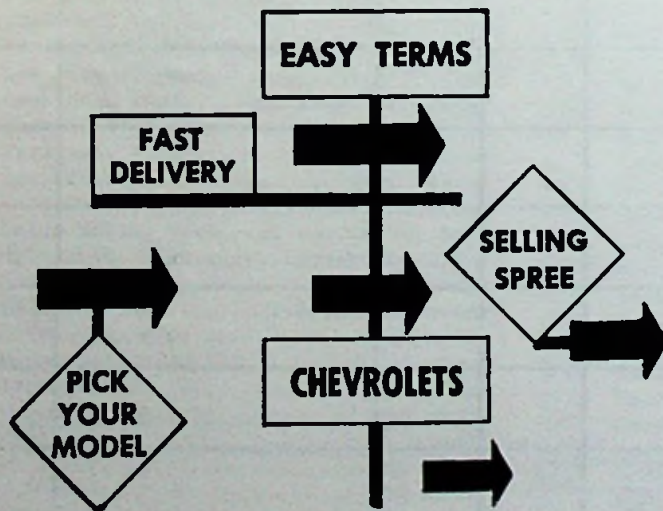 EASY TERMS
FAST
DELIVERY
SELLING
SPREE
PICK
YOUR
MODEL
CHEVROLETS